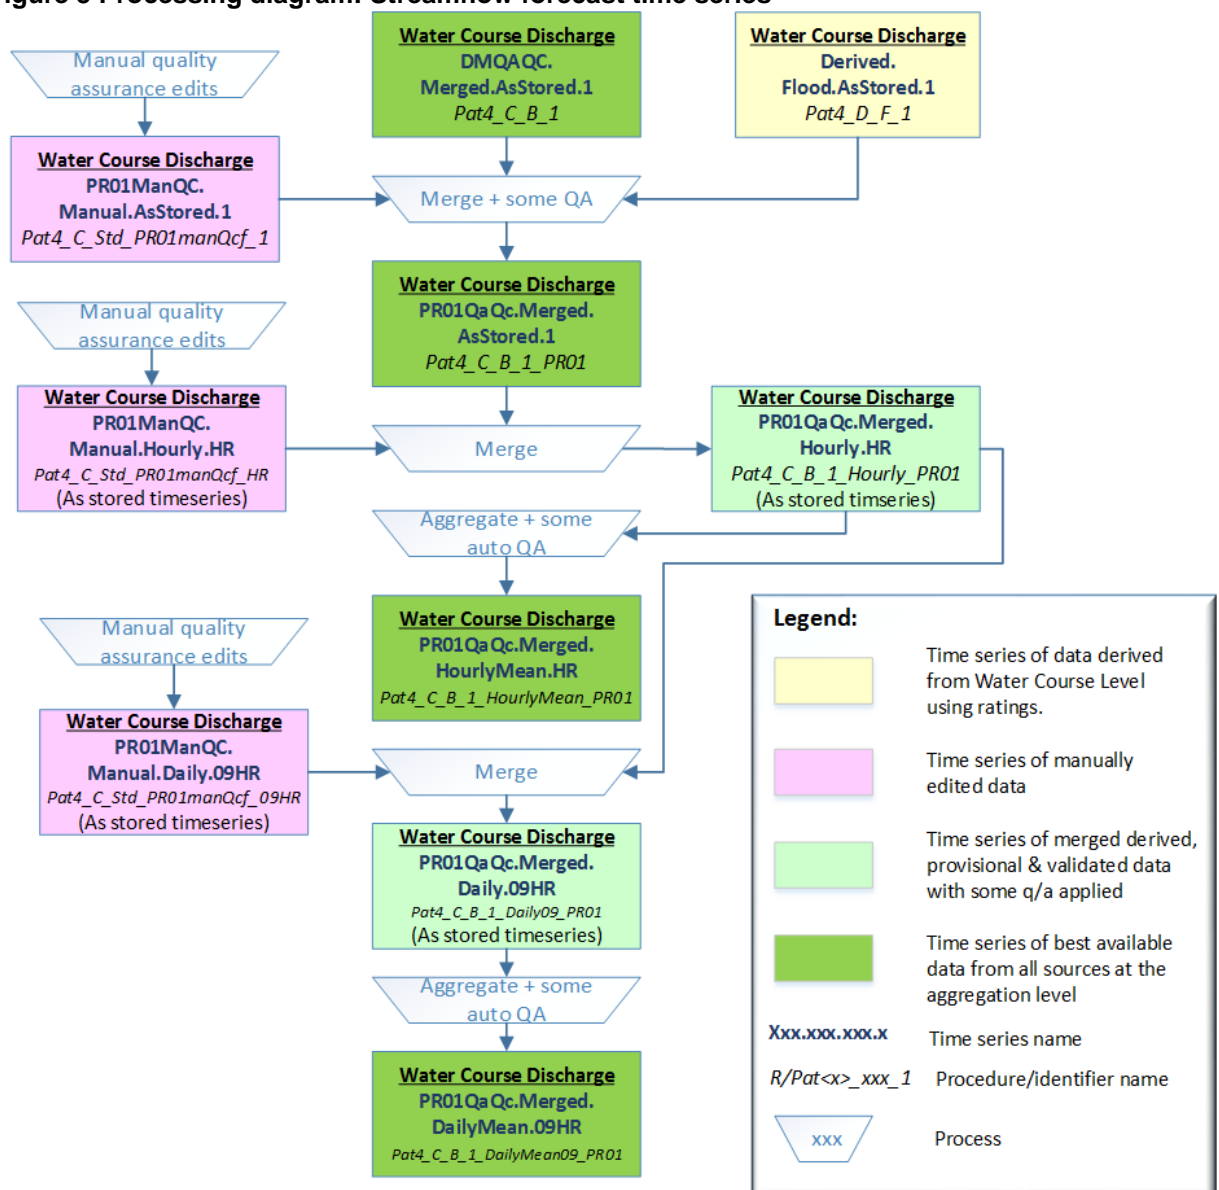 Figure 5 Processing diagram: Streamflow forecast time series
Manual quality
assurance edits
Water Course Discharge
DMQAQC.
Merged.AsStored.1
Pat4_C_B_1
Water Course Discharge
Derived.
Flood.AsStored.1
Pat4_D_F_1
Water Course Discharge
PR01ManQC.
Manual.AsStored.1
Pat4_C_Std_PR01manQcf_1
Merge + some QA
Water Course Discharge
PR01QaQc.Merged.
AsStored.1
Pat4_C_B_1_PR01
Manual quality
assurance edits
Water Course Discharge
PR01ManQC.
Manual.Hourly.HR
Pat4_C_Std_PR01manQcf_HR
(As stored timeseries)
Merge
Water Course Discharge
PR01QaQc.Merged.
Hourly.HR
Pat4_C_B_1_Hourly_PR01
(As stored timseries)
Aggregate + some
auto QA
Water Course Discharge
PR01QaQc.Merged.
HourlyMean.HR
Pat4_C_B_1_HourlyMean_PR01
Manual quality
assurance edits
Water Course Discharge
PR01ManQC.
Manual.Daily.09HR
Pat4_C_Std_PR01manQcf_09HR
(As stored timeseries)
Merge
Water Course Discharge
PR01QaQc.Merged.
Daily.09HR
Pat4_C_B_1_Daily09_PR01
(As stored timeseries)
Aggregate + some
auto QA
Water Course Discharge
PR01QaQc.Merged.
DailyMean.09HR
Pat4_C_B_1_DailyMean09_PR01
Legend:
Time series of data derived
from Water Course Level
using ratings.
Time series of manually
edited data
Time series of merged derived,
provisional & validated data
with some q/a applied
Time series of best available
data from all sources at the
aggregation level
Xxx.xxx.xxx.x
Time series name
R/Pat<x>_xxx_1
Procedure/identifier name
xxx
Process